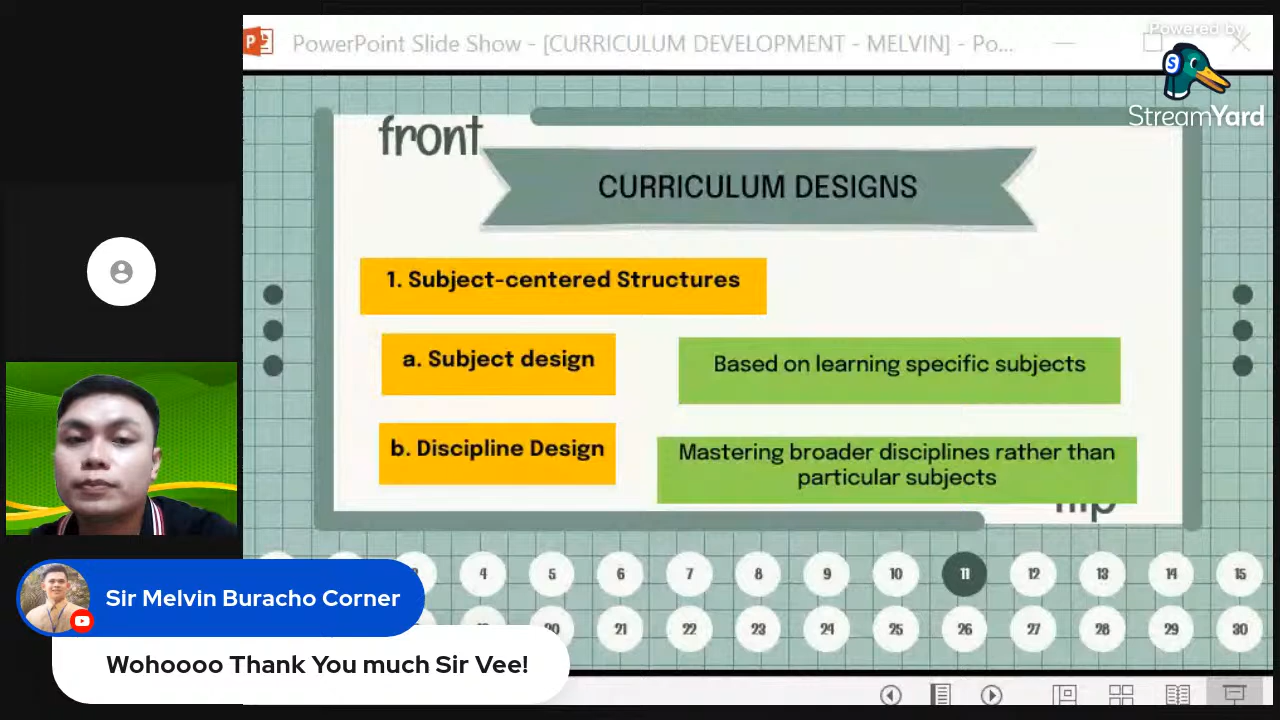 PowerPoint Slide Show - [CURRICULUM DEVELOPMENT - MELVIN] - Po...
Powered by
StreamYard
front
CURRICULUM DESIGNS
1. Subject-centered Structures
a. Subject design
Based on learning specific subjects
b. Discipline Design
Mastering broader disciplines rather than
particular subjects
flip
3 4 5 6 7 8 9 10 11 12 13 14 15
20 21 22 23 24 25 26 27 28 29 30
Sir Melvin Buracho Corner
Wohoooo Thank You much Sir Vee!